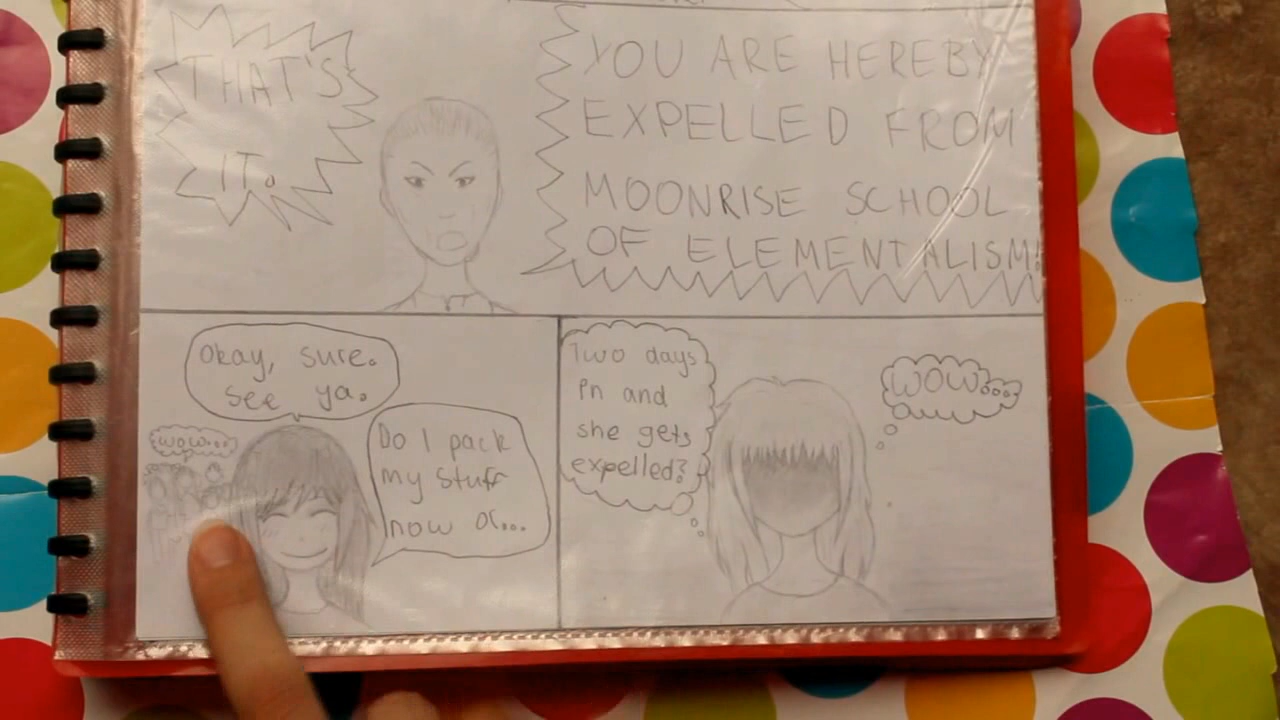 THAT'S
IT.
YOU ARE HEREBY
EXPELLED FROM
MOONRISE SCHOOL
OF ELEMENTALISM!
Okay, sure.
See ya.
wow...
Do I pack
my stuff
now or...
Two days
in and
she gets
expelled?
WOW...